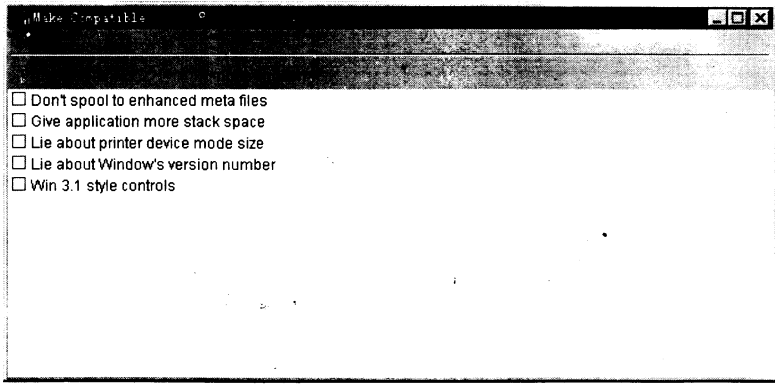 Make Compatible
Don't spool to enhanced meta files
Give application more stack space
Lie about printer device mode size
Lie about Window's version number
Win 3.1 style controls